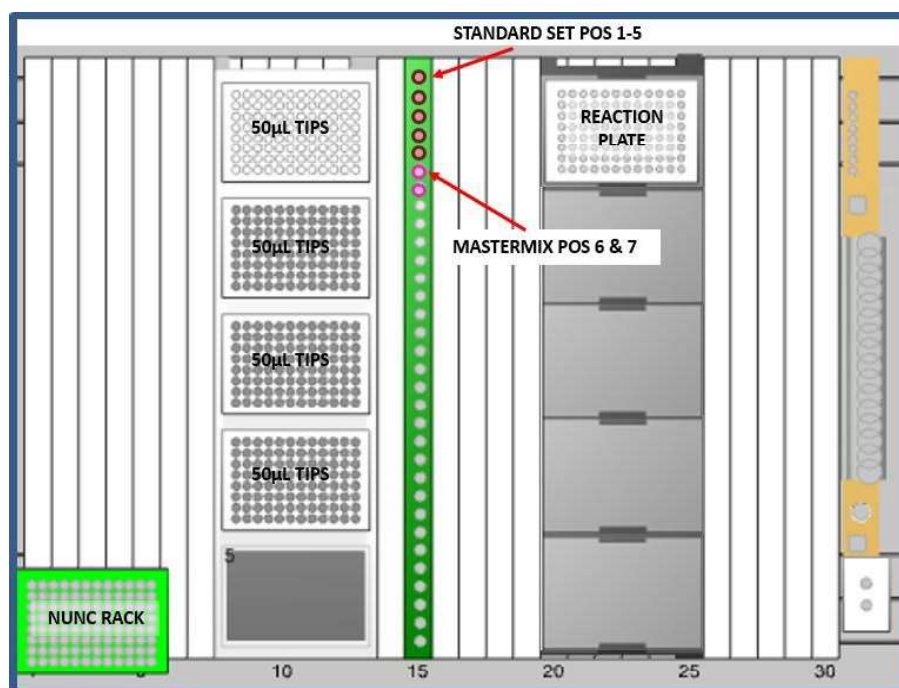 STANDARD SET POS 1-5
50µL TIPS
REACTION
PLATE
MASTERMIX POS 6 & 7
50µL TIPS
50µL TIPS
50µL TIPS
5
NUNC RACK
10
15
20
25
30